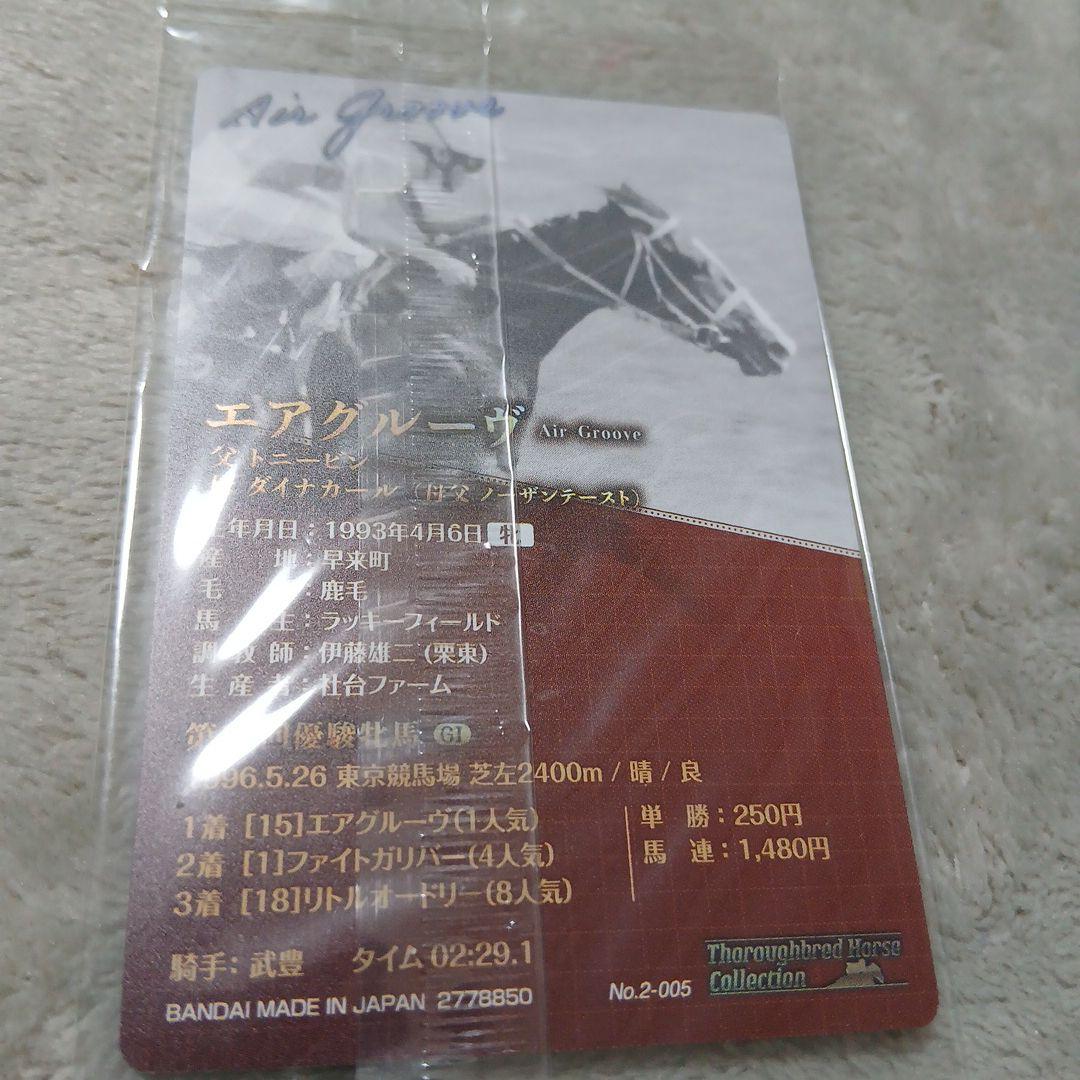 Air Groove
エアグルーヴ Air Groove
父 トニービン
ダイナカール (母父 ノーザンテースト)
年月日：1993年4月6日 牝
産 地：早来町
毛 ：鹿毛
馬 主：ラッキーフィールド
調教師：伊藤雄二 (栗東)
生産者：社台ファーム
第 回優駿牝馬 GI
1996.5.26 東京競馬場 芝左2400m / 晴 / 良
1着 [15]エアグルーヴ(1人気)
2着 [1]ファイトガリバー(4人気)
3着 [18]リトルオードリー(8人気)
単 勝：250円
馬 連：1,480円
騎手：武豊 タイム 02:29.1
BANDAI MADE IN JAPAN 2778850
No.2-005
Thoroughbred Horse
Collection